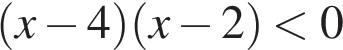 (x − 4)(x − 2) < 0